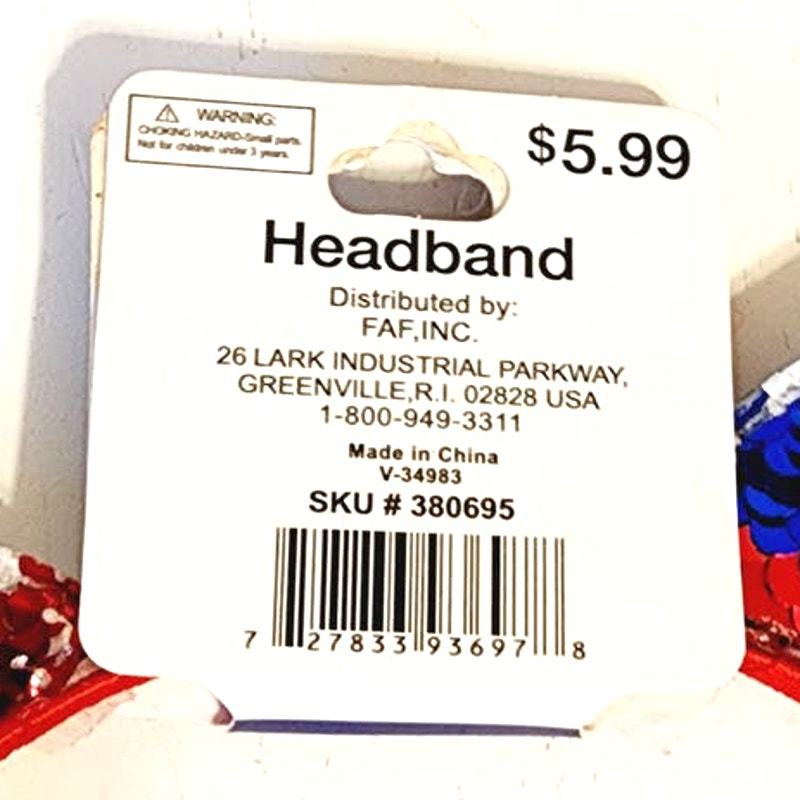 WARNING:
CHOKING HAZARD-Small parts.
Not for children under 3 years.
$5.99
Headband
Distributed by:
FAF,INC.
26 LARK INDUSTRIAL PARKWAY,
GREENVILLE,R.I. 02828 USA
1-800-949-3311
Made in China
V-34983
SKU # 380695
7 27833 93697 8